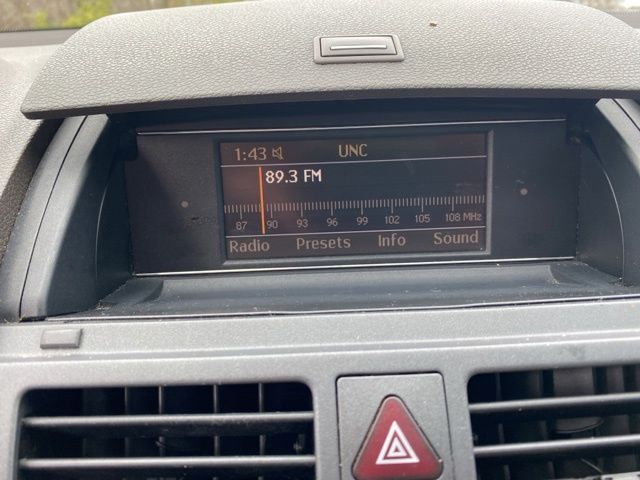 1:43 UNC
89.3 FM
87 90 93 96 99 102 105 108 MHz
Radio Presets Info Sound